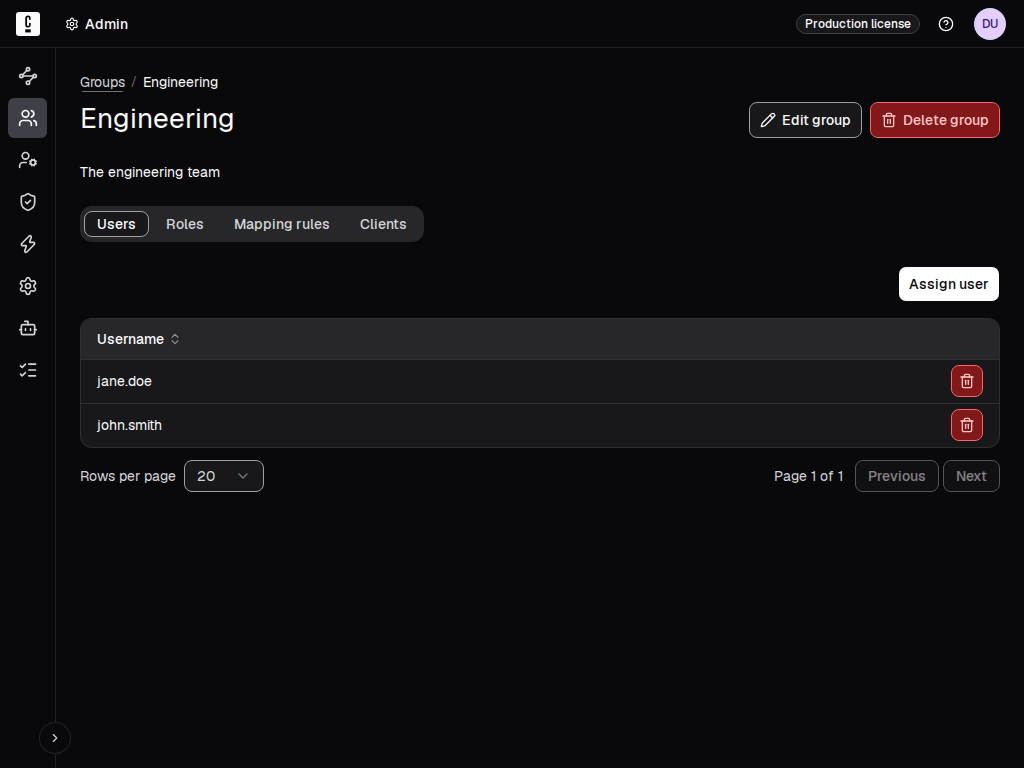 Admin
Production license
DU
Groups / Engineering
Engineering
Edit group
Delete group
The engineering team
Users
Roles
Mapping rules
Clients
Assign user
Username
jane.doe
john.smith
Rows per page
20
Page 1 of 1
Previous
Next